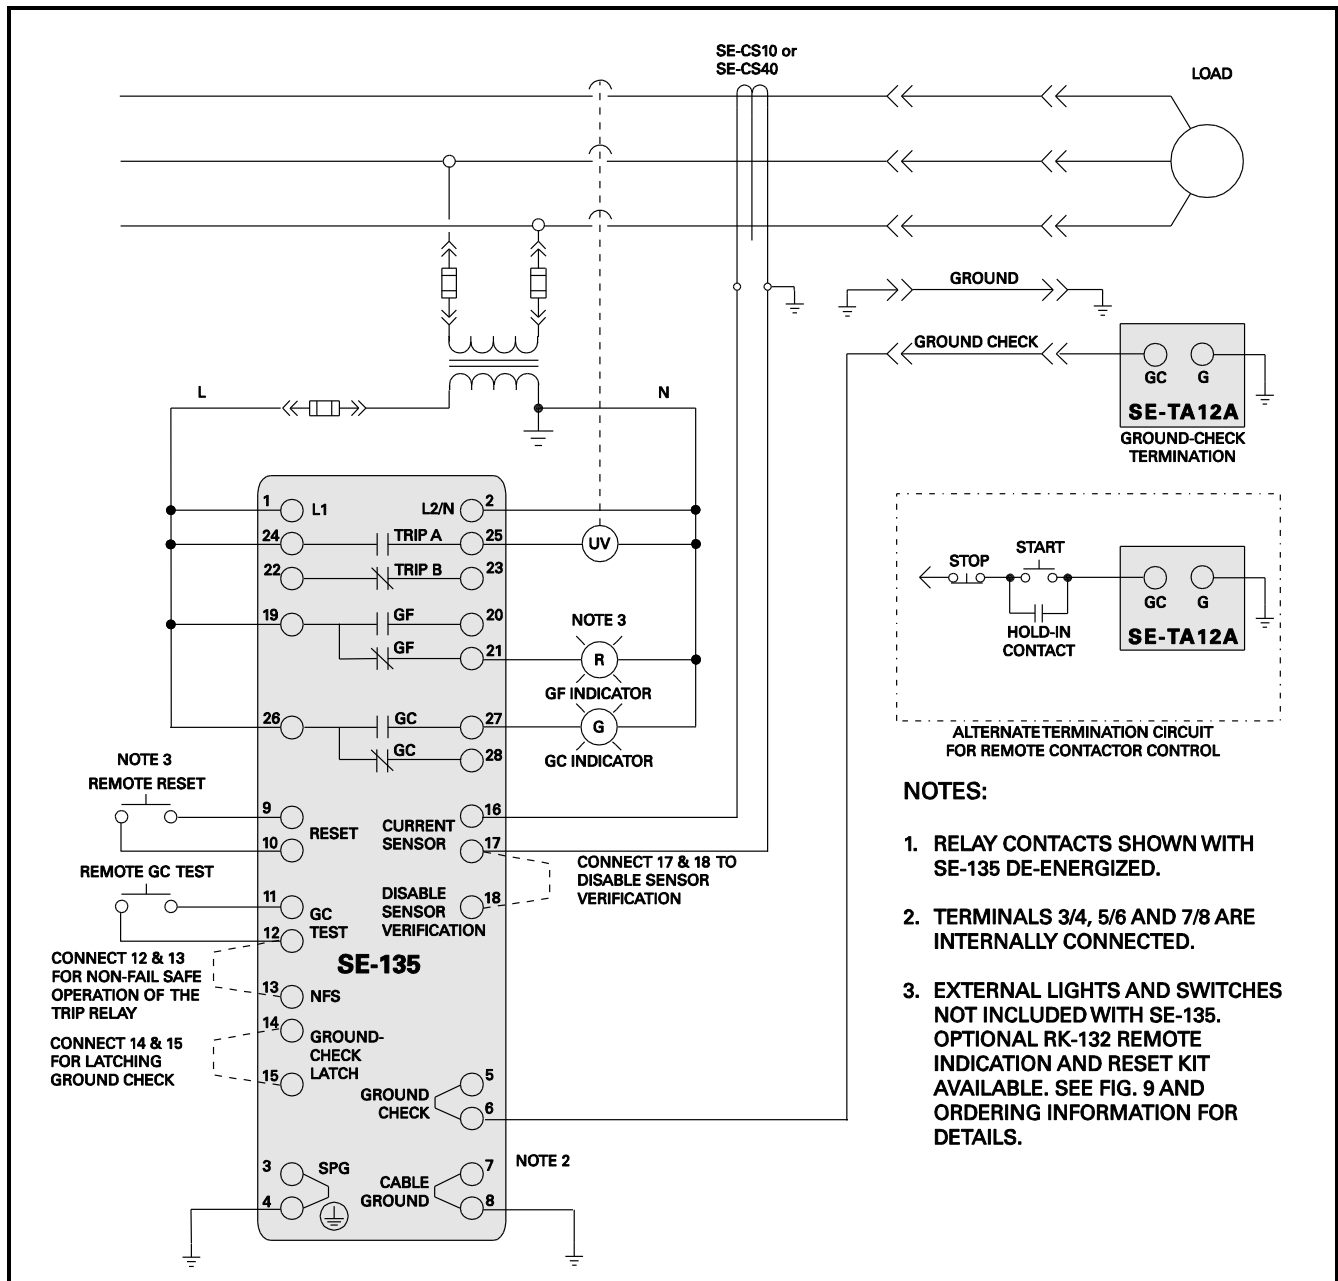 SE-CS10 or
SE-CS40
LOAD
GROUND
GROUND CHECK
GC
G
SE-TA12A
GROUND-CHECK
TERMINATION
L
N
1
L1
L2/N
2
24
TRIP A
25
UV
22
TRIP B
23
19
GF
20
NOTE 3
GF
21
R
GF INDICATOR
26
GC
27
G
GC
28
GC INDICATOR
STOP
START
HOLD-IN
CONTACT
GC
G
SE-TA12A
ALTERNATE TERMINATION CIRCUIT
FOR REMOTE CONTACTOR CONTROL
NOTE 3
REMOTE RESET
9
RESET
10
CURRENT
SENSOR
16
17
CONNECT 17 & 18 TO
DISABLE SENSOR
VERIFICATION
REMOTE GC TEST
11
GC
TEST
12
DISABLE
SENSOR
VERIFICATION
18
SE-135
CONNECT 12 & 13
FOR NON-FAIL SAFE
OPERATION OF THE
TRIP RELAY
13
NFS
14
CONNECT 14 & 15
FOR LATCHING
GROUND CHECK
GROUND-
CHECK
LATCH
15
GROUND
CHECK
5
6
3
SPG
4
CABLE
GROUND
7
8
NOTE 2
NOTES:
1. RELAY CONTACTS SHOWN WITH
SE-135 DE-ENERGIZED.
2. TERMINALS 3/4, 5/6 AND 7/8 ARE
INTERNALLY CONNECTED.
3. EXTERNAL LIGHTS AND SWITCHES
NOT INCLUDED WITH SE-135.
OPTIONAL RK-132 REMOTE
INDICATION AND RESET KIT
AVAILABLE. SEE FIG. 9 AND
ORDERING INFORMATION FOR
DETAILS.